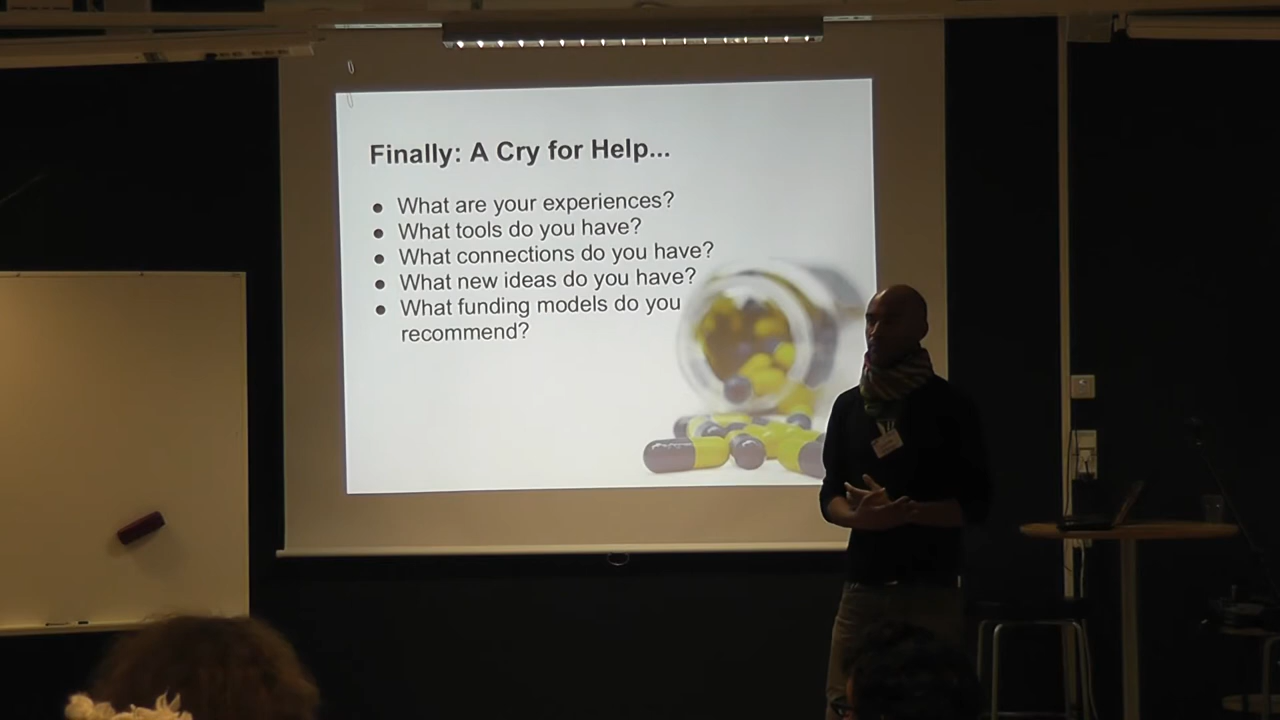 Finally: A Cry for Help...
● What are your experiences?
● What tools do you have?
● What connections do you have?
● What new ideas do you have?
● What funding models do you
recommend?